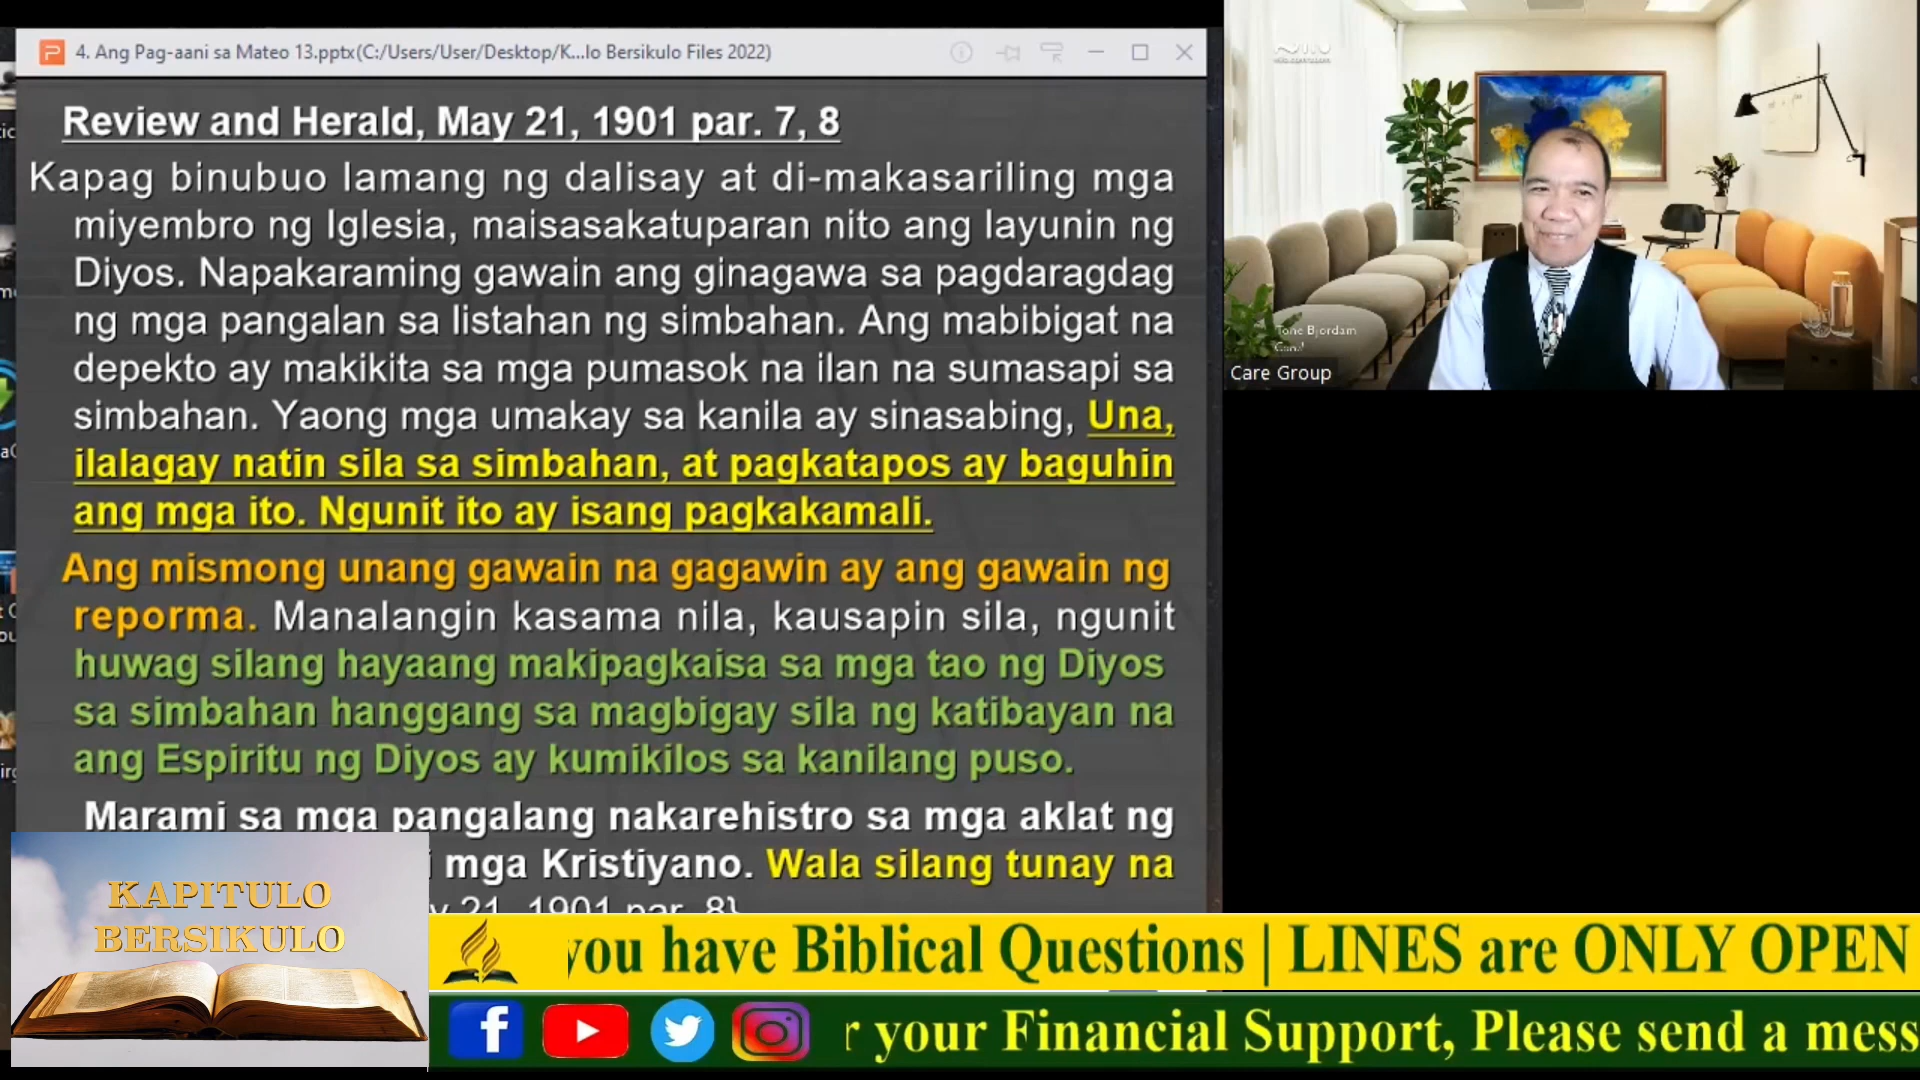 4. Ang Pag-aani sa Mateo 13.pptx(C:/Users/User/Desktop/K...lo Bersikulo Files 2022)
Review and Herald, May 21, 1901 par. 7, 8
Kapag binubuo lamang ng dalisay at di-makasariling mga
miyembro ng Iglesia, maisasakatuparan nito ang layunin ng
Diyos. Napakaraming gawain ang ginagawa sa pagdaragdag
ng mga pangalan sa listahan ng simbahan. Ang mabibigat na
depekto ay makikita sa mga pumasok na ilan na sumasapi sa
simbahan. Yaong mga umakay sa kanila ay sinasabing, Una,
ilalagay natin sila sa simbahan, at pagkatapos ay baguhin
ang mga ito. Ngunit ito ay isang pagkakamali.
Ang mismong unang gawain na gagawin ay ang gawain ng
reporma. Manalangin kasama nila, kausapin sila, ngunit
huwag silang hayaang makipagkaisa sa mga tao ng Diyos
sa simbahan hanggang sa magbigay sila ng katibayan na
ang Espiritu ng Diyos ay kumikilos sa kanilang puso.
Marami sa mga pangalang nakarehistro sa mga aklat ng
mga Kristiyano. Wala silang tunay na
21, 1901 par. 8}
Tone Bjordam
Care Group
KAPITULO
BERSIKULO
you have Biblical Questions | LINES are ONLY OPEN
r your Financial Support, Please send a mess